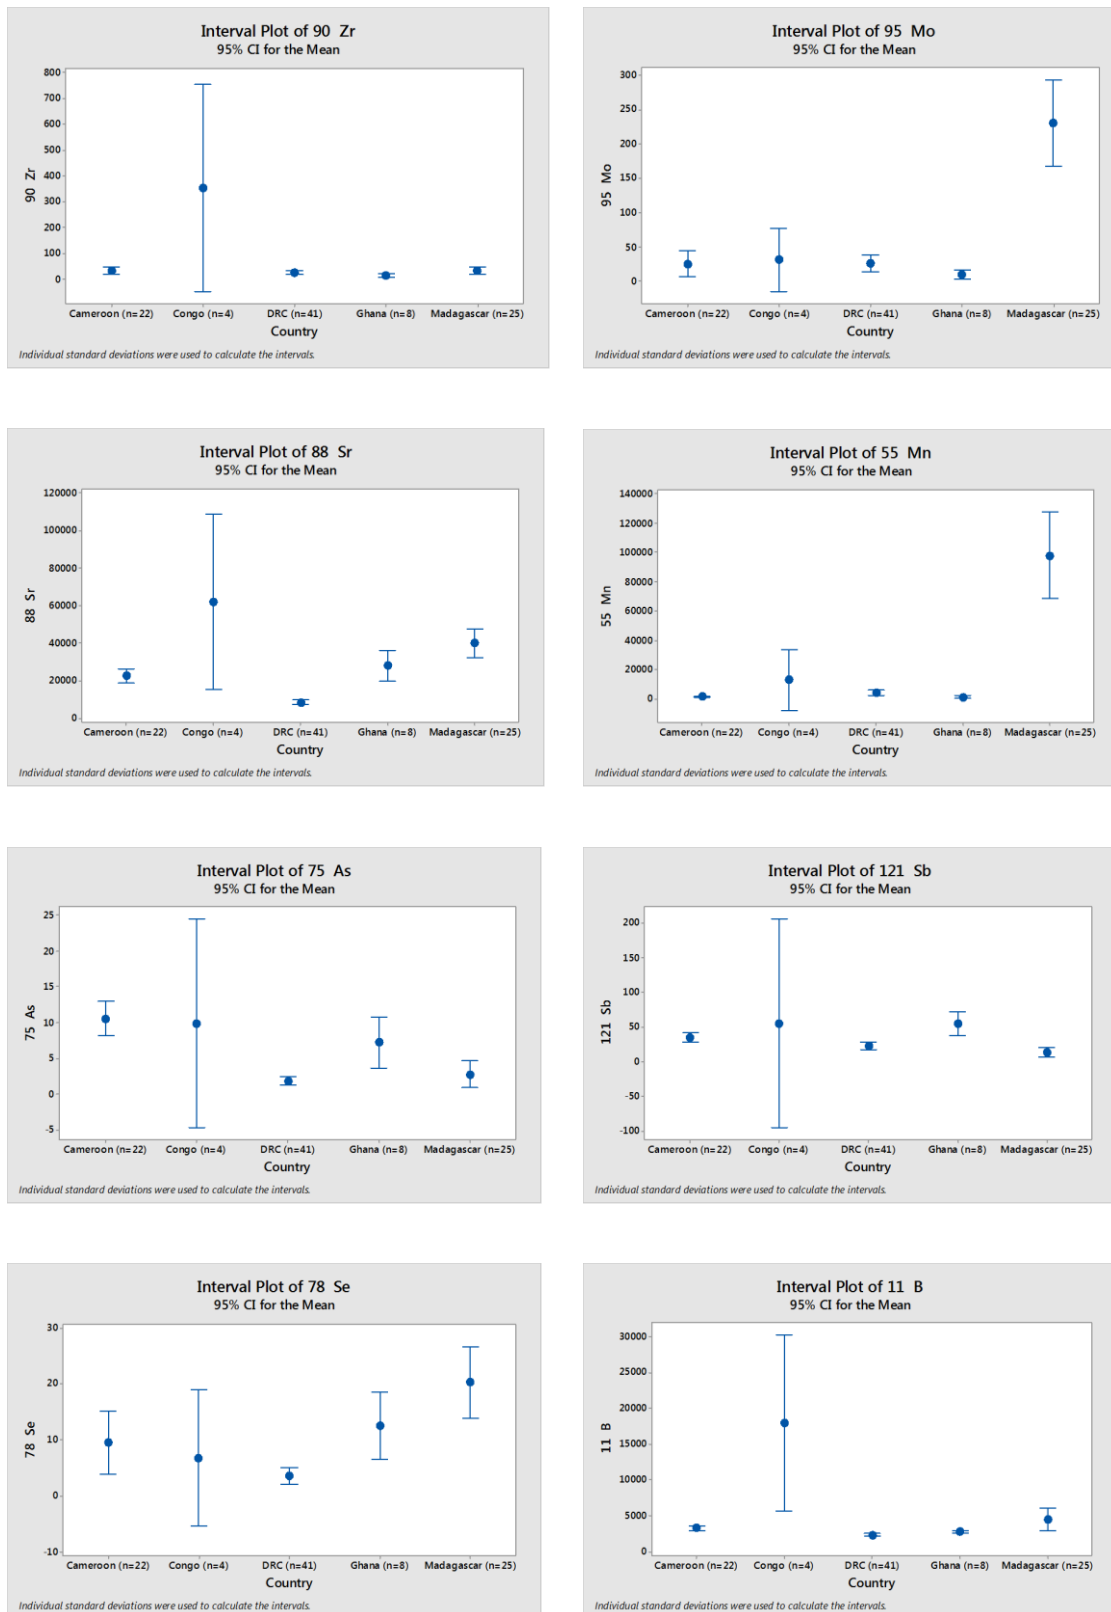 Interval Plot of 90 Zr
95% CI for the Mean
800
700
600
500
400
300
200
100
0
90 Zr
Cameroon (n=22) Congo (n=4) DRC (n=41) Ghana (n=8) Madagascar (n=25)
Country
Individual standard deviations were used to calculate the intervals.
Interval Plot of 95 Mo
95% CI for the Mean
300
250
200
150
100
50
0
95 Mo
Cameroon (n=22) Congo (n=4) DRC (n=41) Ghana (n=8) Madagascar (n=25)
Country
Individual standard deviations were used to calculate the intervals.
Interval Plot of 88 Sr
95% CI for the Mean
120000
100000
80000
60000
40000
20000
0
88 Sr
Cameroon (n=22) Congo (n=4) DRC (n=41) Ghana (n=8) Madagascar (n=25)
Country
Individual standard deviations were used to calculate the intervals.
Interval Plot of 55 Mn
95% CI for the Mean
140000
120000
100000
80000
60000
40000
20000
0
55 Mn
Cameroon (n=22) Congo (n=4) DRC (n=41) Ghana (n=8) Madagascar (n=25)
Country
Individual standard deviations were used to calculate the intervals.
Interval Plot of 75 As
95% CI for the Mean
25
20
15
10
5
0
-5
75 As
Cameroon (n=22) Congo (n=4) DRC (n=41) Ghana (n=8) Madagascar (n=25)
Country
Individual standard deviations were used to calculate the intervals.
Interval Plot of 121 Sb
95% CI for the Mean
200
150
100
50
0
-50
-100
121 Sb
Cameroon (n=22) Congo (n=4) DRC (n=41) Ghana (n=8) Madagascar (n=25)
Country
Individual standard deviations were used to calculate the intervals.
Interval Plot of 78 Se
95% CI for the Mean
30
20
10
0
-10
78 Se
Cameroon (n=22) Congo (n=4) DRC (n=41) Ghana (n=8) Madagascar (n=25)
Country
Individual standard deviations were used to calculate the intervals.
Interval Plot of 11 B
95% CI for the Mean
30000
25000
20000
15000
10000
5000
0
11 B
Cameroon (n=22) Congo (n=4) DRC (n=41) Ghana (n=8) Madagascar (n=25)
Country
Individual standard deviations were used to calculate the intervals.